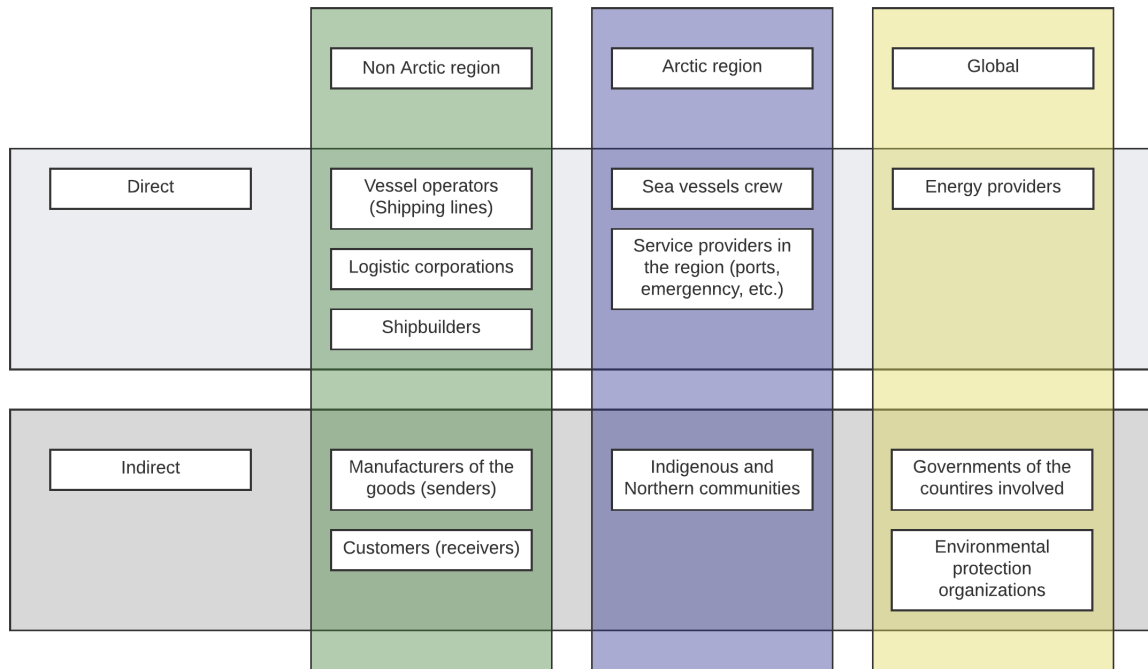 Non Arctic region
Arctic region
Global
Direct
Vessel operators
(Shipping lines)
Logistic corporations
Shipbuilders
Sea vessels crew
Service providers in
the region (ports,
emergenncy, etc.)
Energy providers
Indirect
Manufacturers of the
goods (senders)
Customers (receivers)
Indigenous and
Northern communities
Governments of the
countires involved
Environmental
protection
organizations